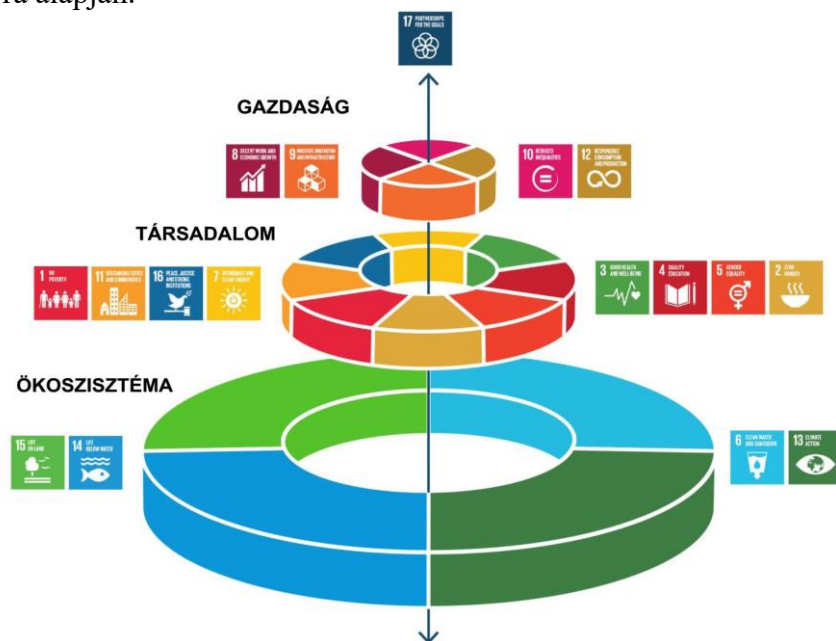 ra alapján.
17 PARTNERSHIPS
FOR THE GOALS
GAZDASÁG
8 DECENT WORK AND
ECONOMIC GROWTH
9 INDUSTRY, INNOVATION
AND INFRASTRUCTURE
10 REDUCED
INEQUALITIES
12 RESPONSIBLE
CONSUMPTION
AND PRODUCTION
TÁRSADALOM
1 NO
POVERTY
11 SUSTAINABLE CITIES
AND COMMUNITIES
16 PEACE, JUSTICE
AND STRONG
INSTITUTIONS
7 AFFORDABLE AND
CLEAN ENERGY
3 GOOD HEALTH
AND WELL-BEING
4 QUALITY
EDUCATION
5 GENDER
EQUALITY
2 ZERO
HUNGER
ÖKOSZISZTÉMA
15 LIFE
ON LAND
14 LIFE
BELOW WATER
6 CLEAN WATER
AND SANITATION
13 CLIMATE
ACTION